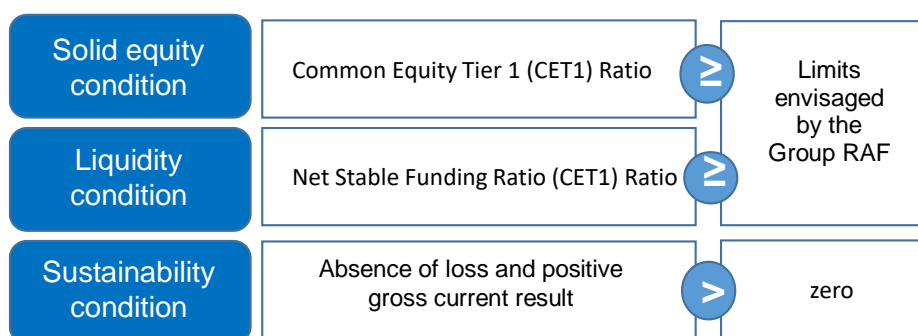 Solid equity
condition
Common Equity Tier 1 (CET1) Ratio
≥
Limits
envisaged
by the
Group RAF
Liquidity
condition
Net Stable Funding Ratio (CET1) Ratio
≥
Sustainability
condition
Absence of loss and positive
gross current result
>
zero